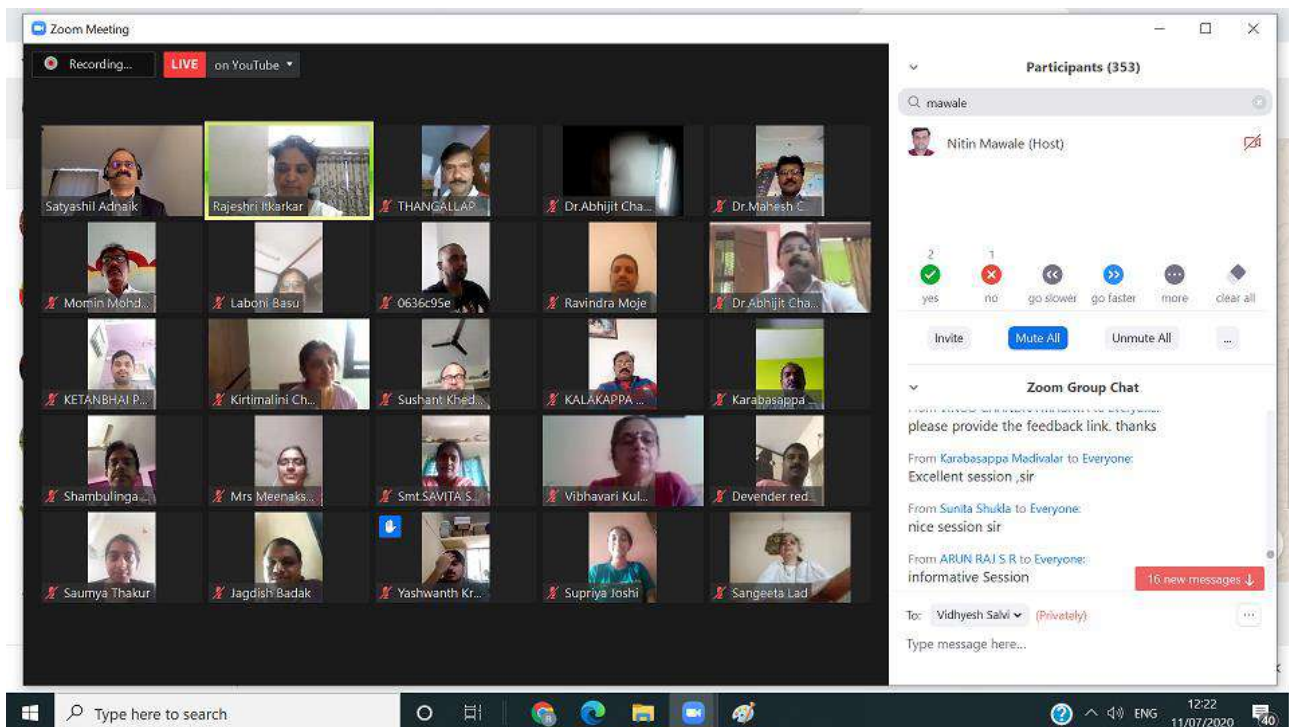 Zoom Meeting
Recording...
LIVE on YouTube
Participants (353)
mawale
Nitin Mawale (Host)
Satyashil Adnaik
Rajeshri Itkarkar
THANGALLAP
Dr.Abhijit Cha...
Dr.Mahesh C
Momin Mohd...
Laboni Basu
0636c95e
Ravindra Moje
Dr.Abhijit Cha...
2
1
yes
no
go slower
go faster
more
clear all
Invite
Mute All
Unmute All
...
KETANBHAI P...
Kirtimalini Ch...
Sushant Khed...
KALAKAPPA ...
Karabasappa ...
Zoom Group Chat
please provide the feedback link. thanks
From Karabasappa Madivalar to Everyone:
Excellent session ,sir
From Sunita Shukla to Everyone:
nice session sir
From ARUN RAJ S R to Everyone:
informative Session
16 new messages
Shambulinga ...
Mrs Meenaks...
Smt.SAVITA S...
Vibhavari Kul...
Devender red...
Saumya Thakur
Jagdish Badak
Yashwanth Kr...
Supriya Joshi
Sangeeta Lad
To: Vidhyesh Salvi (Privately)
...
Type message here...
Type here to search
ENG
12:22
11/07/2020
40